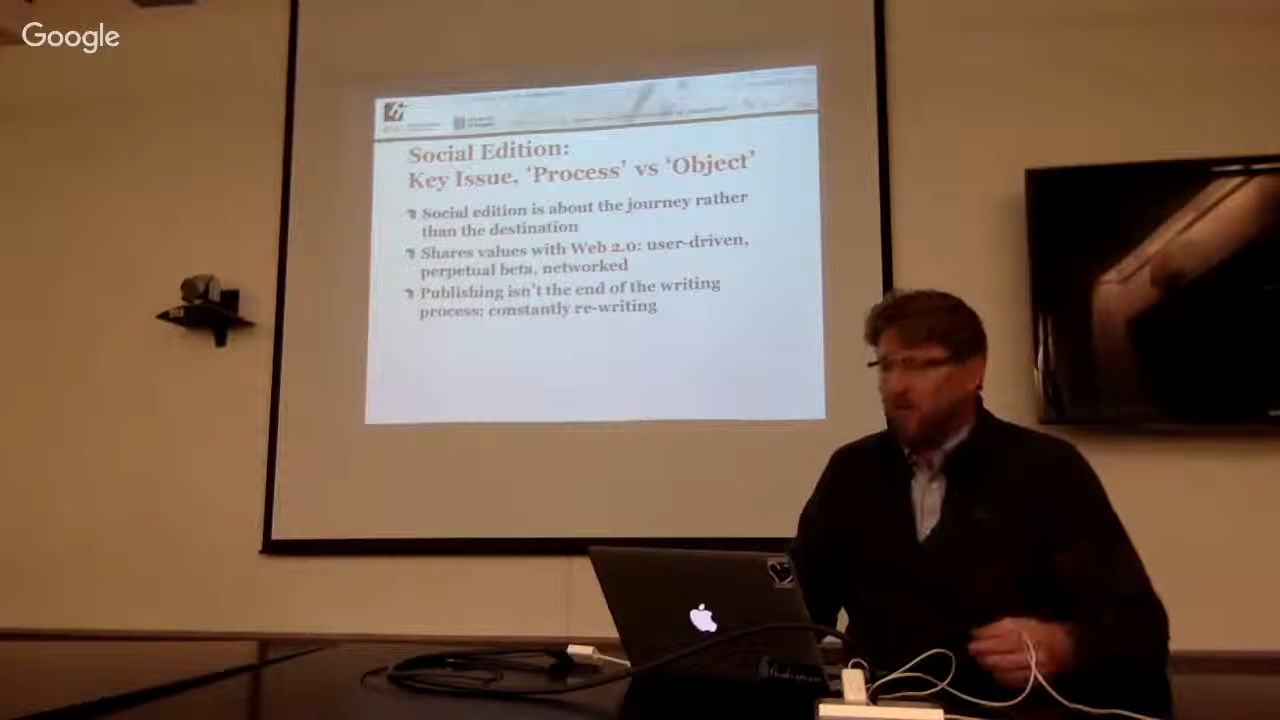 Google
Social Edition:
Key Issue, ‘Process’ vs ‘Object’
Social edition is about the journey rather
than the destination
Shares values with Web 2.0: user-driven,
perpetual beta, networked
Publishing isn't the end of the writing
process; constantly re-writing